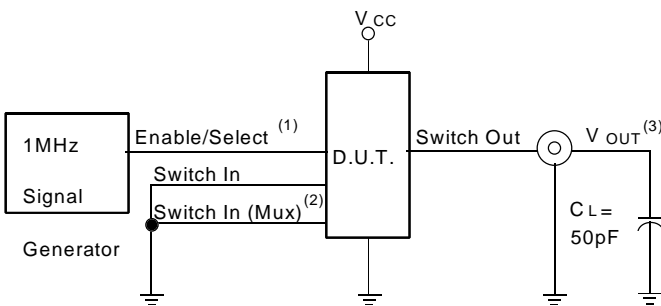 V CC
1MHz
Signal
Generator
Enable/Select (1)
Switch In
Switch In (Mux) (2)
D.U.T.
Switch Out
V OUT (3)
C L =
50pF